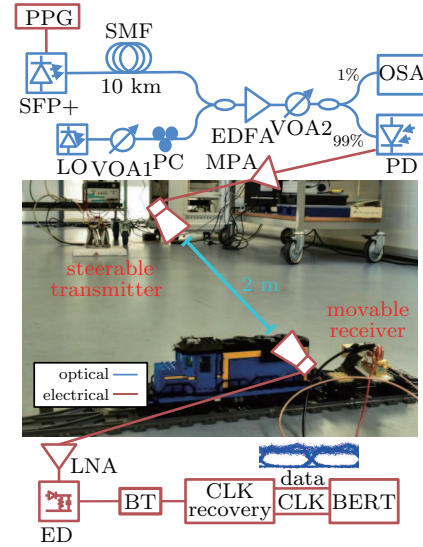 PPG
SMF
10 km
SFP+
1%
OSA
EDFA
VOA2
99%
LO
VOA1
PC
MPA
PD
steerable
transmitter
2 m
movable
receiver
optical
electrical
LNA
ED
BT
CLK
recovery
data
CLK
BERT